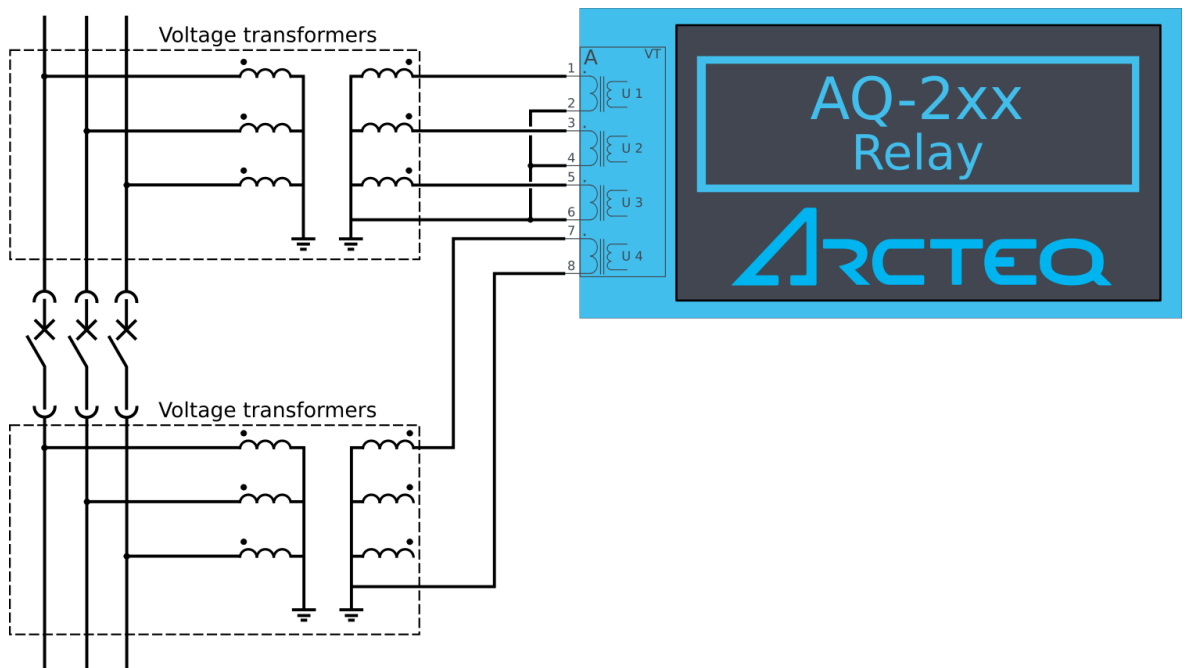 Voltage transformers
A
VT
1
U 1
2
3
U 2
4
5
U 3
6
7
U 4
8
AQ-2xx
Relay
ARCTEQ
Voltage transformers